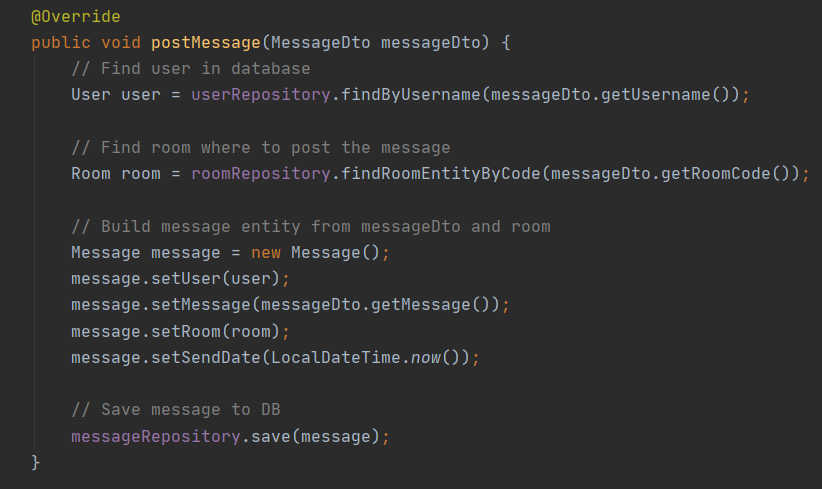 @Override
public void postMessage(MessageDto messageDto) {
    // Find user in database
    User user = userRepository.findByUsername(messageDto.getUsername());

    // Find room where to post the message
    Room room = roomRepository.findRoomEntityByCode(messageDto.getRoomCode());

    // Build message entity from messageDto and room
    Message message = new Message();
    message.setUser(user);
    message.setMessage(messageDto.getMessage());
    message.setRoom(room);
    message.setSendDate(LocalDateTime.now());

    // Save message to DB
    messageRepository.save(message);
}